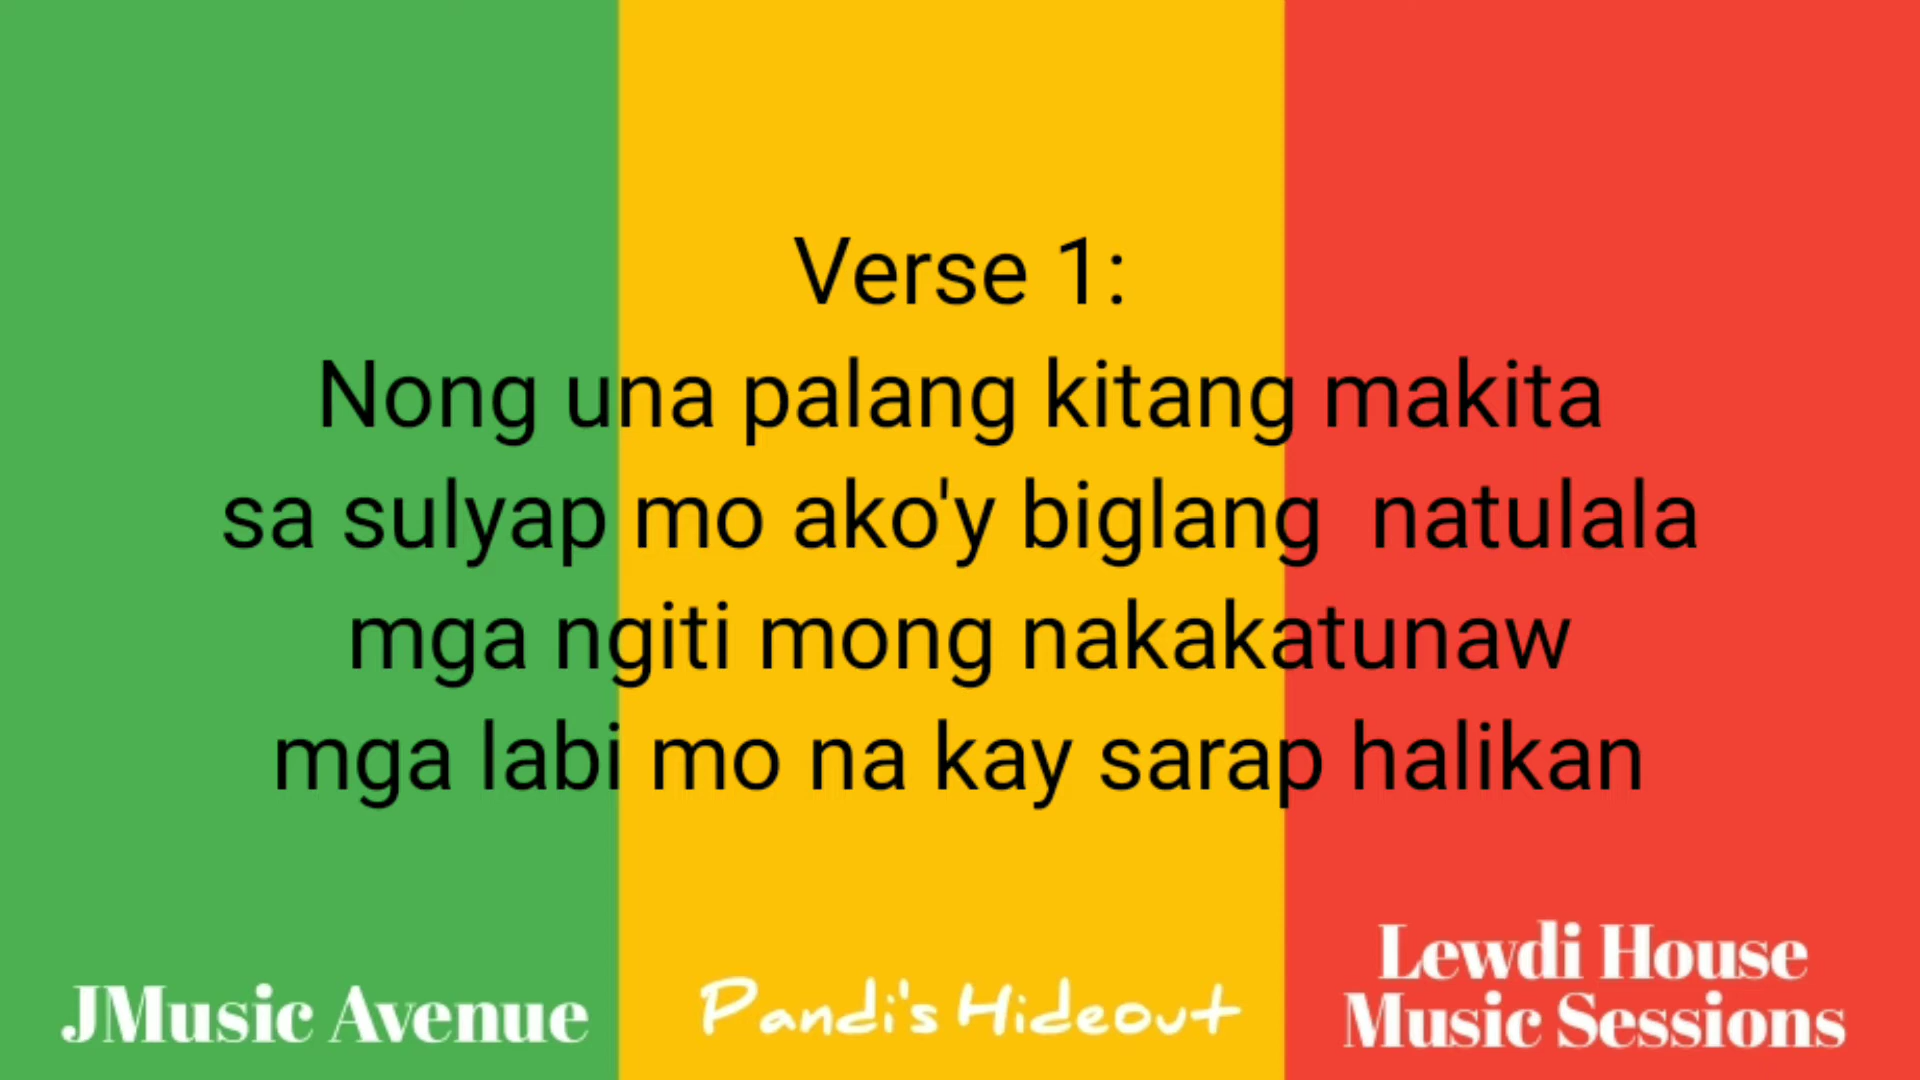 Verse 1:
Nong una palang kitang makita
sa sulyap mo ako'y biglang  natulala
mga ngiti mong nakakatunaw
mga labi mo na kay sarap halikan
JMusic Avenue
Pandi's Hideout
Lewdi House
Music Sessions